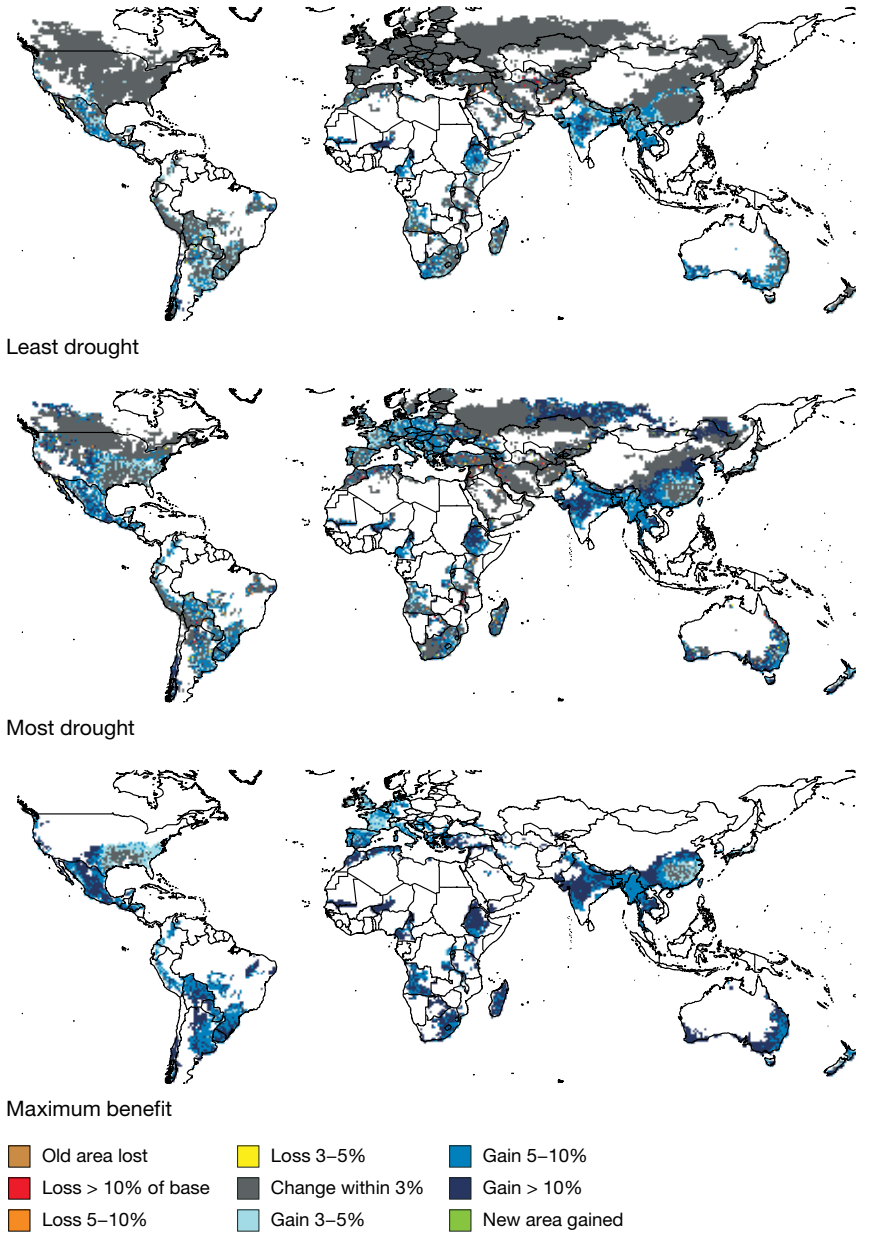 Least drought
Most drought
Maximum benefit
Old area lost
Loss > 10% of base
Loss 5–10%
Loss 3–5%
Change within 3%
Gain 3–5%
Gain 5–10%
Gain > 10%
New area gained